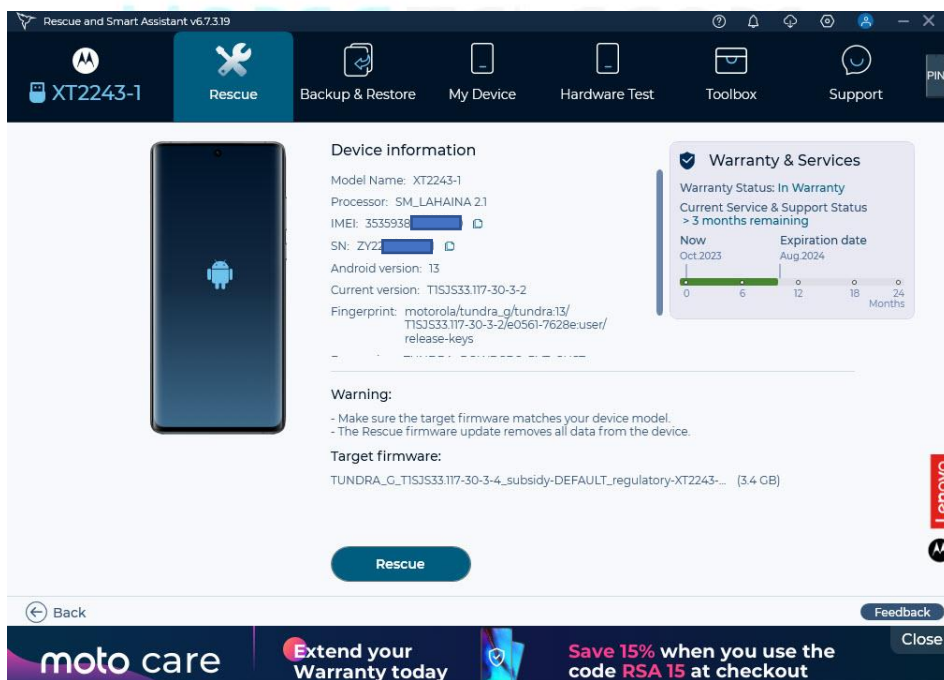 Rescue and Smart Assistant v6.7.3.19
XT2243-1
Rescue
Backup & Restore
My Device
Hardware Test
Toolbox
Support
PIN
Device information
Model Name: XT2243-1
Processor: SM_LAHAINA 2.1
IMEI: 3535938
SN: ZY22
Android version: 13
Current version: T1SJS33.117-30-3-2
Fingerprint: motorola/tundra_g/tundra:13/
T1SJS33.117-30-3-2/e0561-7628e:user/
release-keys
Warranty & Services
Warranty Status: In Warranty
Current Service & Support Status
> 3 months remaining
Now Expiration date
Oct.2023 Aug.2024
0 6 12 18 24
Months
Warning:
- Make sure the target firmware matches your device model.
- The Rescue firmware update removes all data from the device.
Target firmware:
TUNDRA_G_T1SJS33.117-30-3-4_subsidy-DEFAULT_regulatory-XT2243-... (3.4 GB)
Lenovo
Rescue
Back
Feedback
Close
moto care
Extend your
Warranty today
Save 15% when you use the
code RSA 15 at checkout